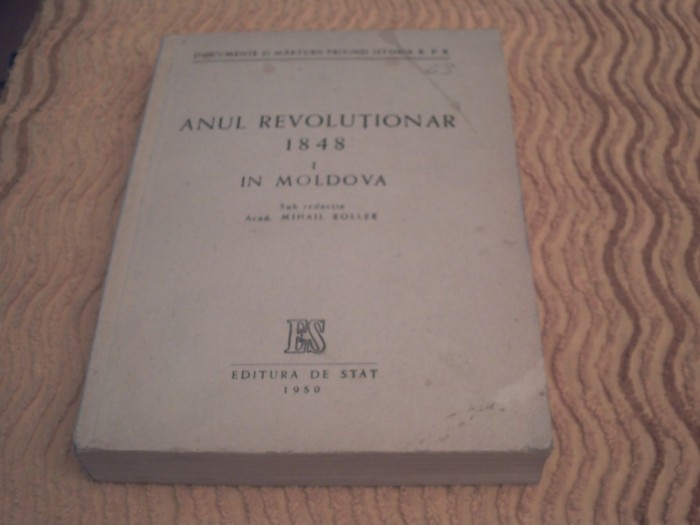 DOCUMENTE ȘI MĂRTURII PRIVIND ISTORIA R. P. R.
63
ANUL REVOLUȚIONAR
1848
I
IN MOLDOVA
Sub redacția
Acad. MIHAIL ROLLER
ES
EDITURA DE STAT
1950